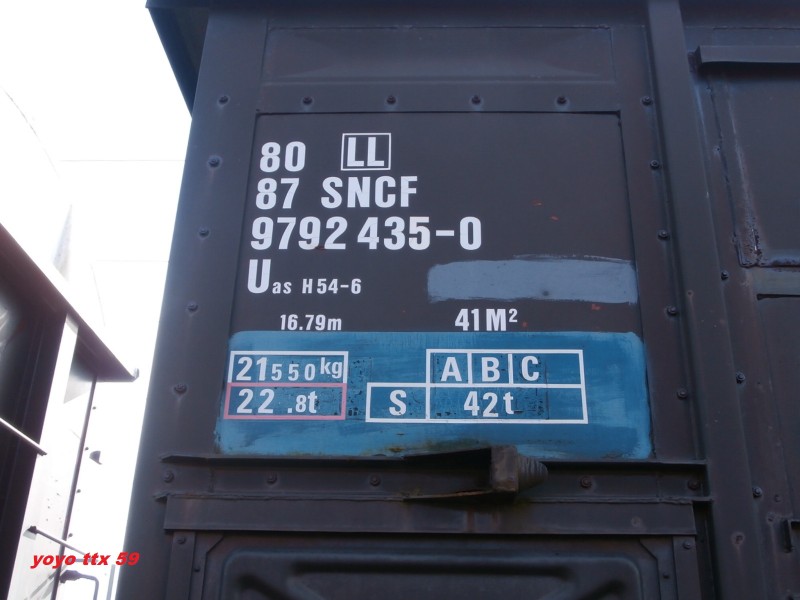 80 LL
87 SNCF
9792 435-0
Uas H54-6
16.79m 41M²
21550kg A B C
22.8t S 42t
yoyo ttx 59